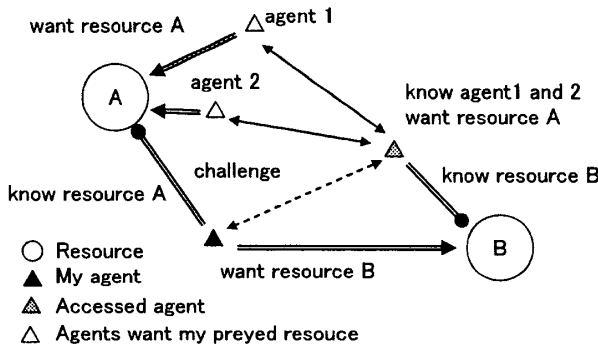 want resource A
agent 1
A
agent 2
know agent1 and 2
want resource A
challenge
know resource A
know resource B
B
want resource B
Resource
My agent
Accessed agent
Agents want my preyed resouce